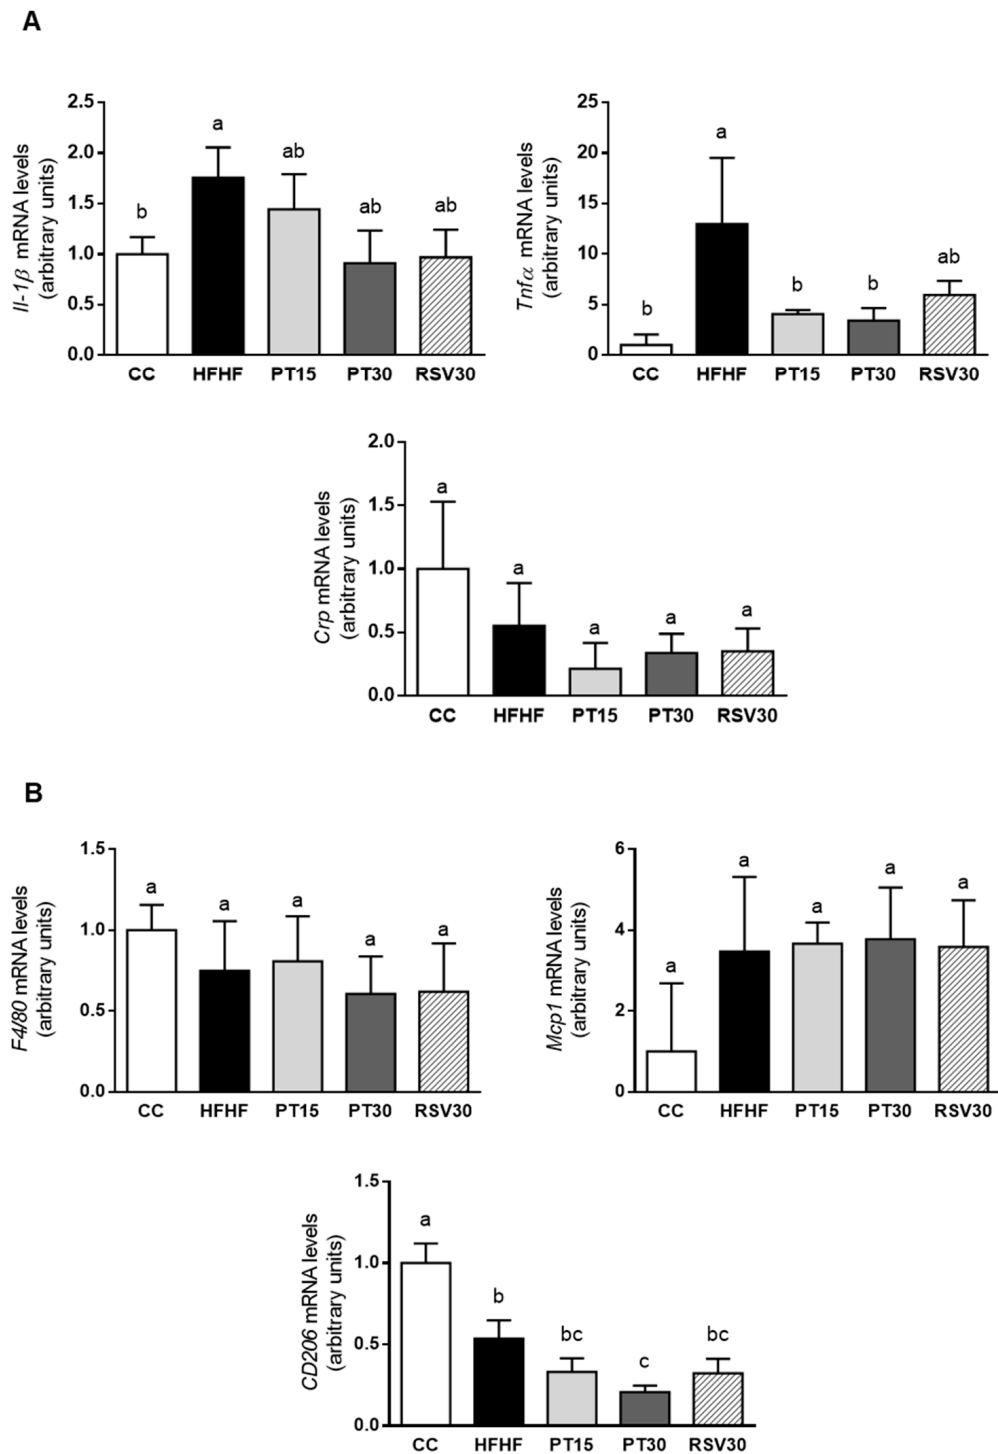 A
Il-1β mRNA levels
(arbitrary units)
2.5
2.0
1.5
1.0
0.5
0.0
b
a
ab
ab
ab
CC HFHF PT15 PT30 RSV30
Tnfα mRNA levels
(arbitrary units)
25
20
15
10
5
0
b
a
b
b
ab
CC HFHF PT15 PT30 RSV30
Crp mRNA levels
(arbitrary units)
2.0
1.5
1.0
0.5
0.0
a
a
a
a
a
CC HFHF PT15 PT30 RSV30
B
F4/80 mRNA levels
(arbitrary units)
1.5
1.0
0.5
0.0
a
a
a
a
a
CC HFHF PT15 PT30 RSV30
Mcp1 mRNA levels
(arbitrary units)
6
4
2
0
a
a
a
a
a
CC HFHF PT15 PT30 RSV30
CD206 mRNA levels
(arbitrary units)
1.5
1.0
0.5
0.0
a
b
bc
c
bc
CC HFHF PT15 PT30 RSV30